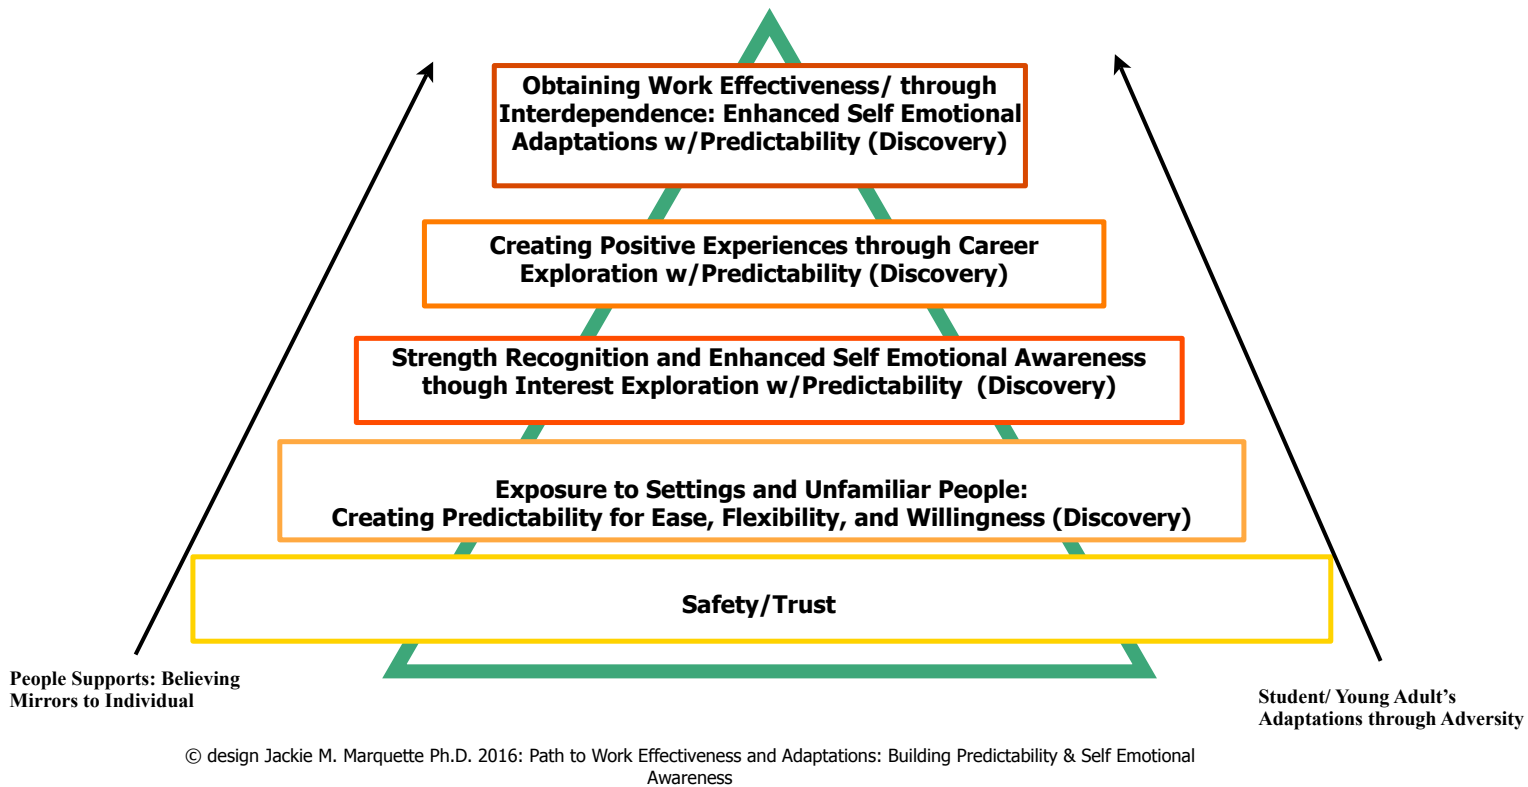 Obtaining Work Effectiveness/ through
Interdependence: Enhanced Self Emotional
Adaptations w/Predictability (Discovery)
Creating Positive Experiences through Career
Exploration w/Predictability (Discovery)
Strength Recognition and Enhanced Self Emotional Awareness
though Interest Exploration w/Predictability  (Discovery)
Exposure to Settings and Unfamiliar People:
Creating Predictability for Ease, Flexibility, and Willingness (Discovery)
Safety/Trust
People Supports: Believing
Mirrors to Individual
Student/ Young Adult’s
Adaptations through Adversity
© design Jackie M. Marquette Ph.D. 2016: Path to Work Effectiveness and Adaptations: Building Predictability & Self Emotional
Awareness